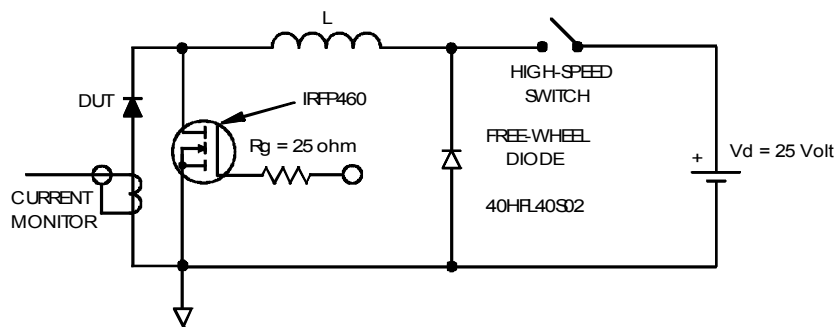 L
HIGH-SPEED
SWITCH
IRFP460
DUT
Rg = 25 ohm
FREE-WHEEL
DIODE
+
Vd = 25 Volt
CURRENT
MONITOR
40HFL40S02